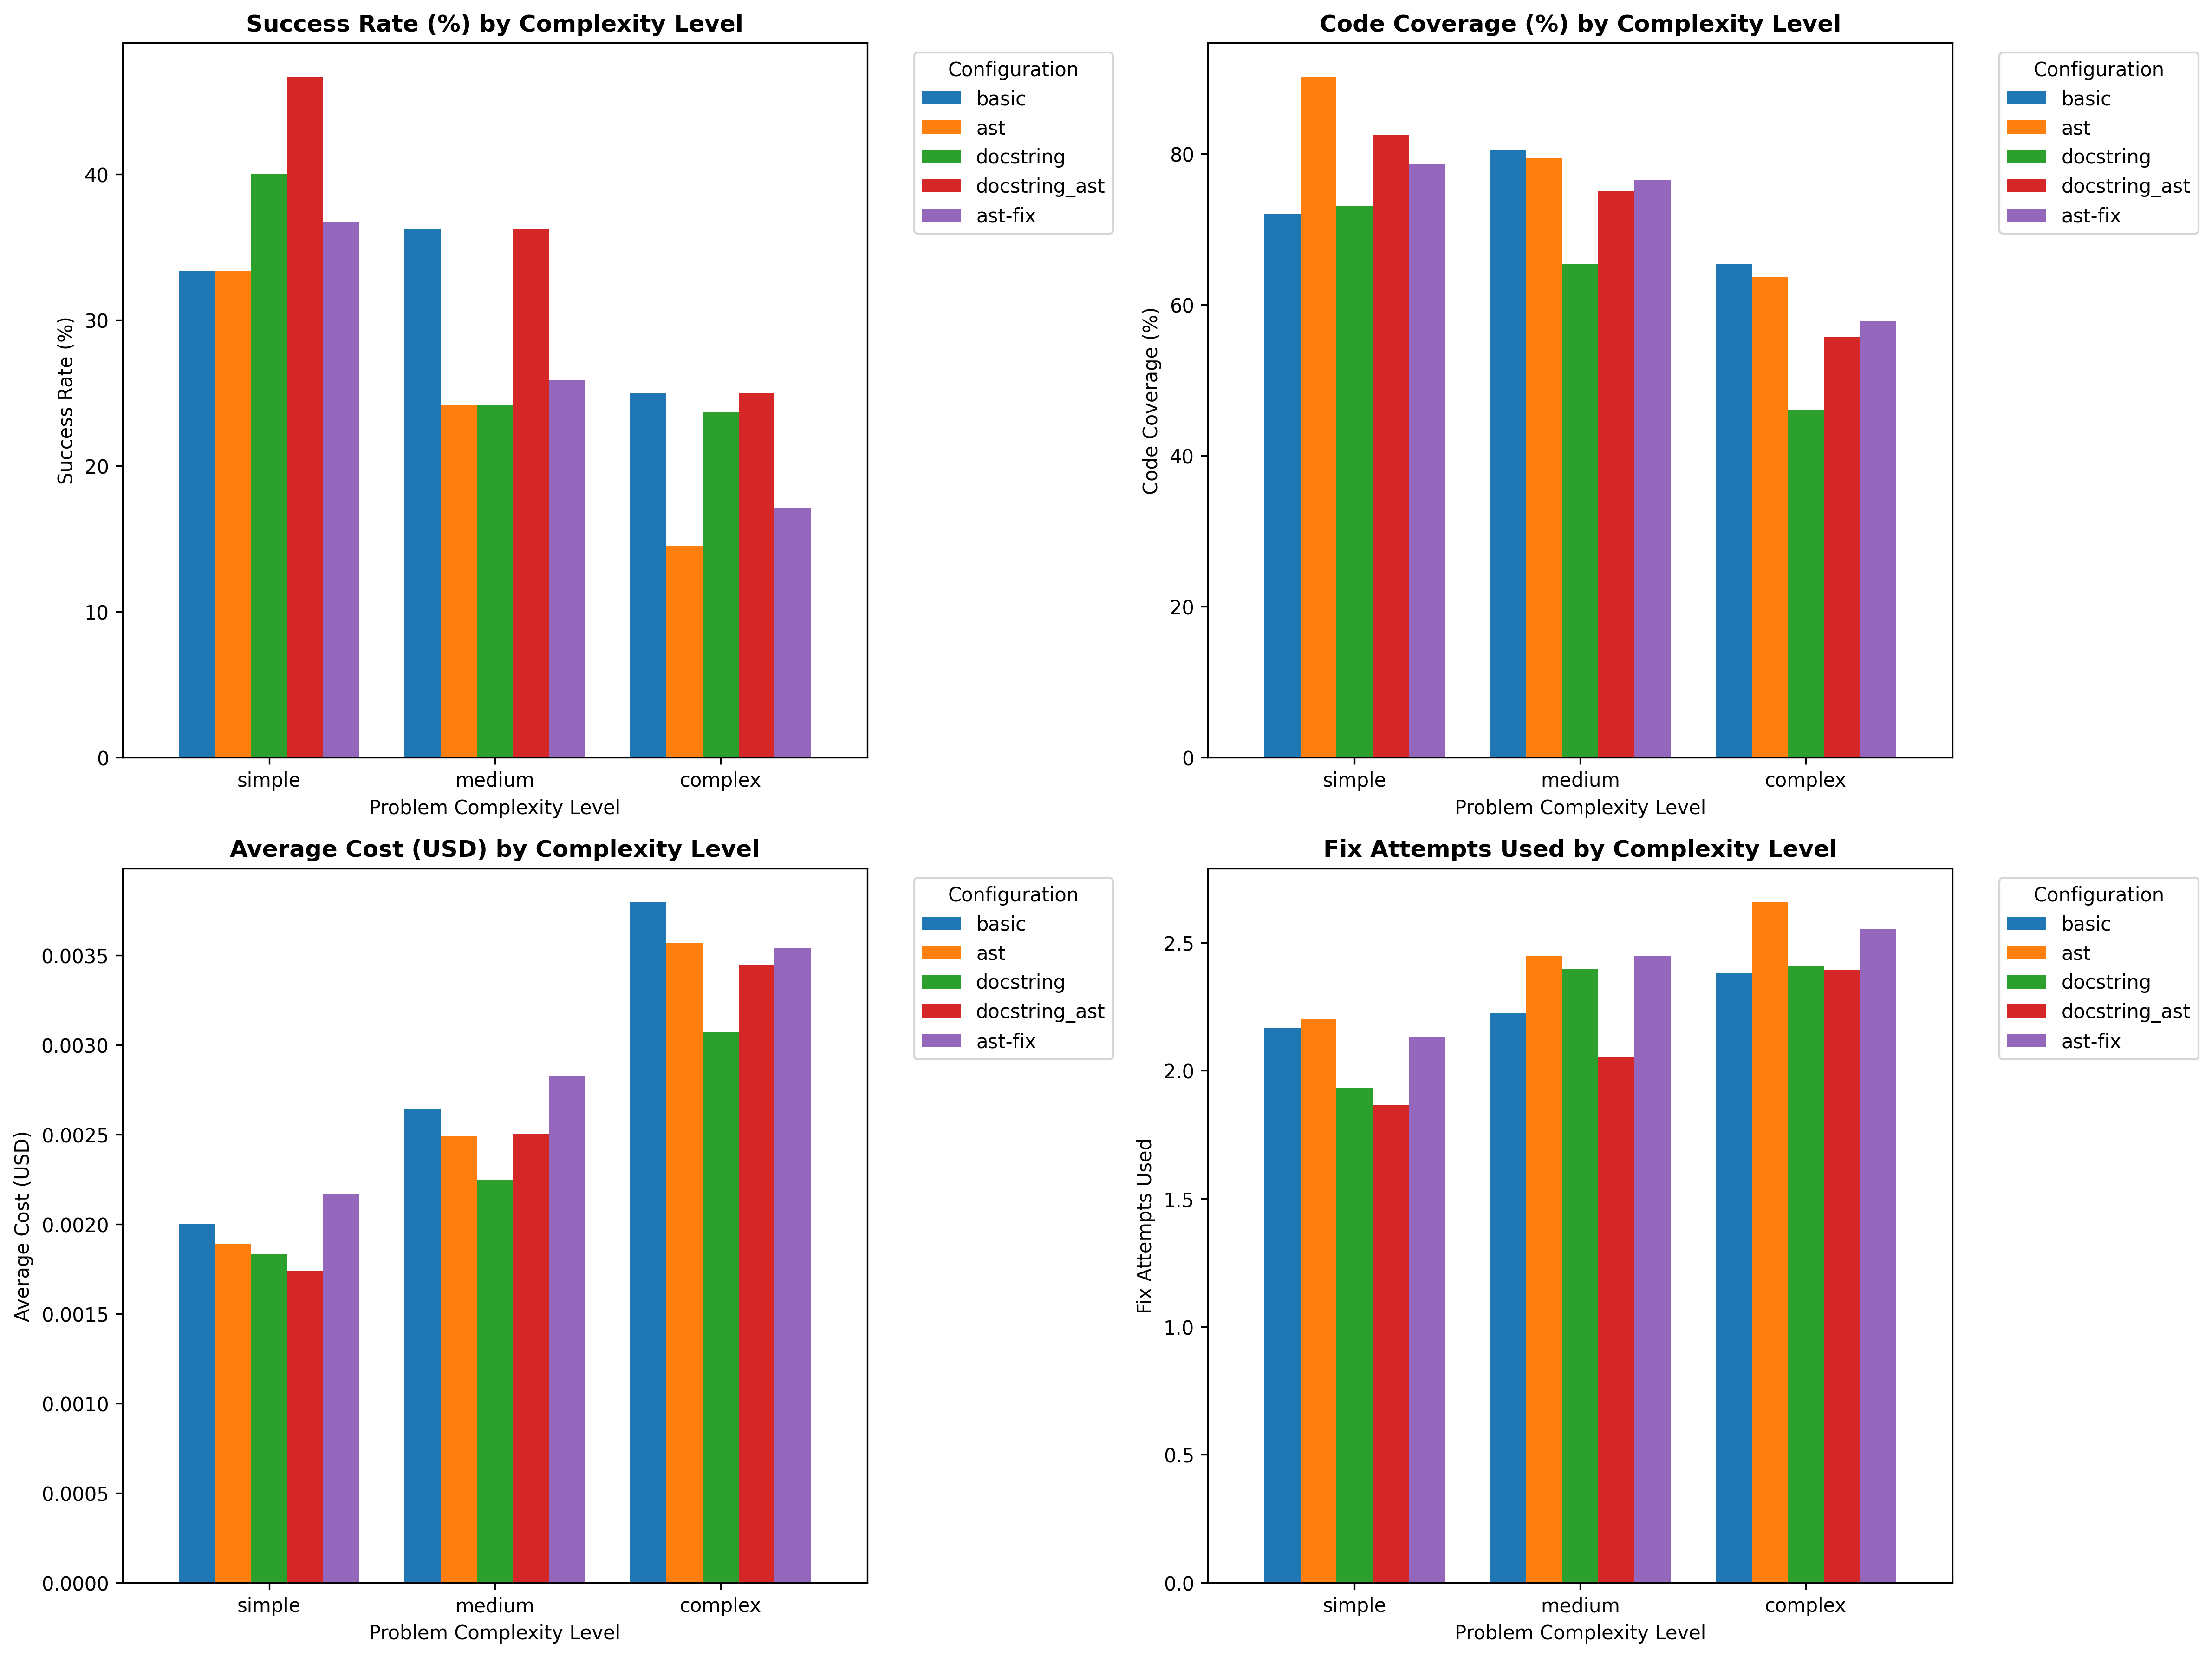 Success Rate (%) by Complexity Level
Success Rate (%)
40
30
20
10
0
simple
medium
complex
Problem Complexity Level
Configuration
basic
ast
docstring
docstring_ast
ast-fix
Code Coverage (%) by Complexity Level
Code Coverage (%)
80
60
40
20
0
simple
medium
complex
Problem Complexity Level
Configuration
basic
ast
docstring
docstring_ast
ast-fix
Average Cost (USD) by Complexity Level
Average Cost (USD)
0.0035
0.0030
0.0025
0.0020
0.0015
0.0010
0.0005
0.0000
simple
medium
complex
Problem Complexity Level
Configuration
basic
ast
docstring
docstring_ast
ast-fix
Fix Attempts Used by Complexity Level
Fix Attempts Used
2.5
2.0
1.5
1.0
0.5
0.0
simple
medium
complex
Problem Complexity Level
Configuration
basic
ast
docstring
docstring_ast
ast-fix